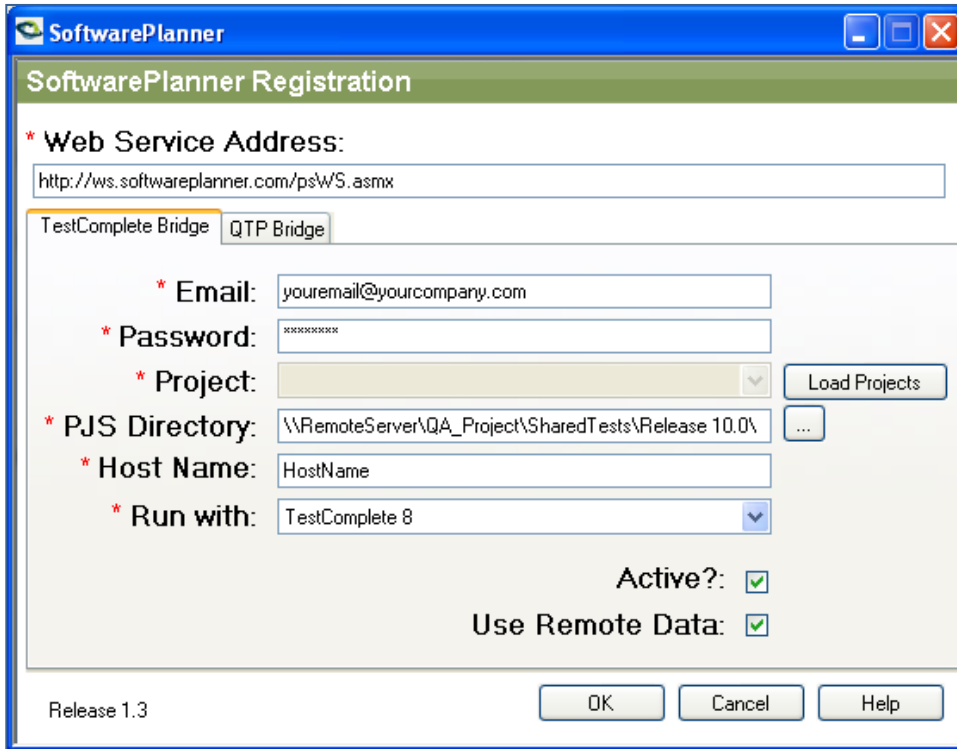 SoftwarePlanner
SoftwarePlanner Registration
* Web Service Address:
http://ws.softwareplanner.com/psWS.asmx
TestComplete Bridge QTP Bridge
* Email: youremail@yourcompany.com
* Password: ********
* Project: Load Projects
* PJS Directory: \\RemoteServer\QA_Project\SharedTests\Release 10.0\ ...
* Host Name: HostName
* Run with: TestComplete 8
Active?:
Use Remote Data:
Release 1.3 OK Cancel Help